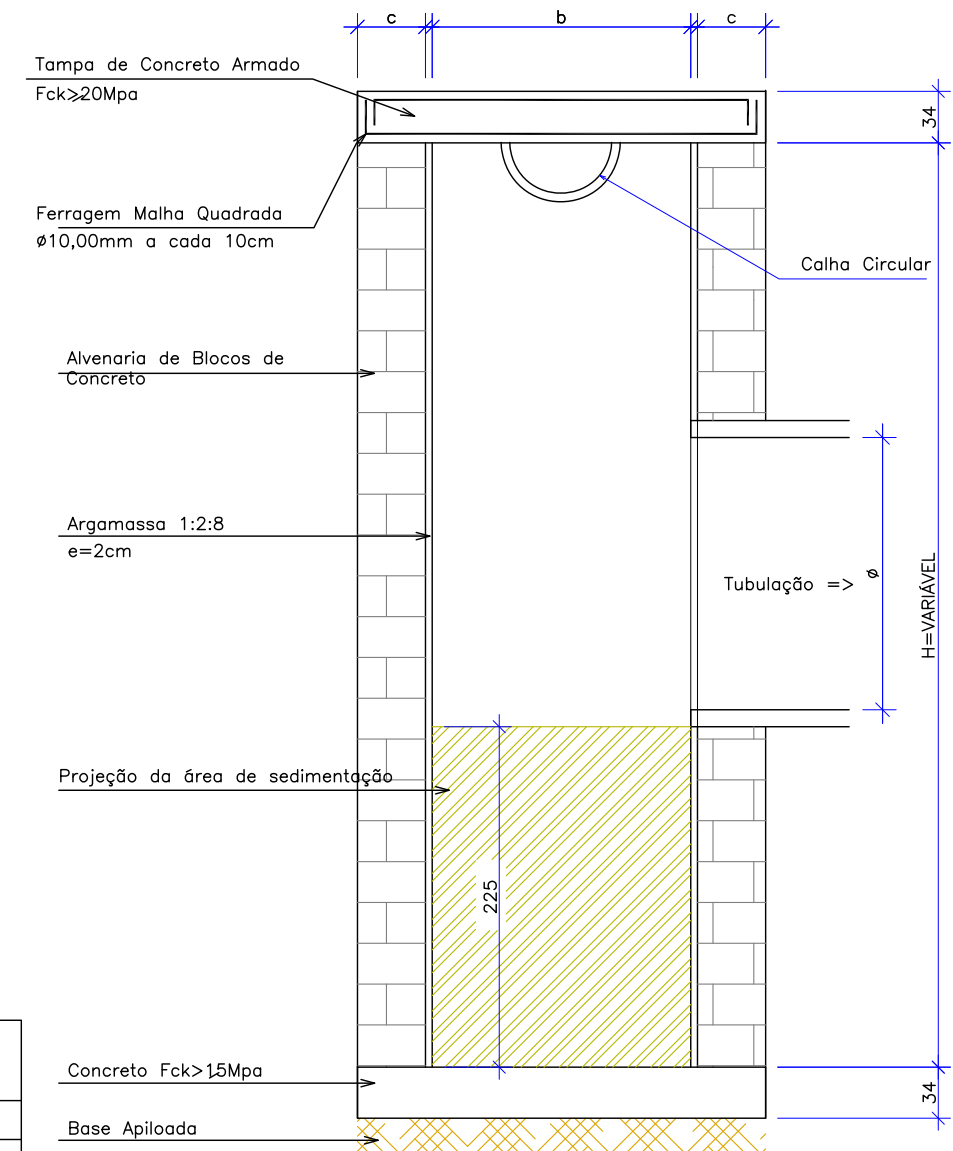 c b c
Tampa de Concreto Armado
Fck>20Mpa
34
Ferragem Malha Quadrada
ø10,00mm a cada 10cm
Calha Circular
Alvenaria de Blocos de
Concreto
Argamassa 1:2:8
e=2cm
Tubulação =>
ø
H=VARIÁVEL
Projeção da área de sedimentação
225
Concreto Fck>15Mpa
34
Base Apiloada